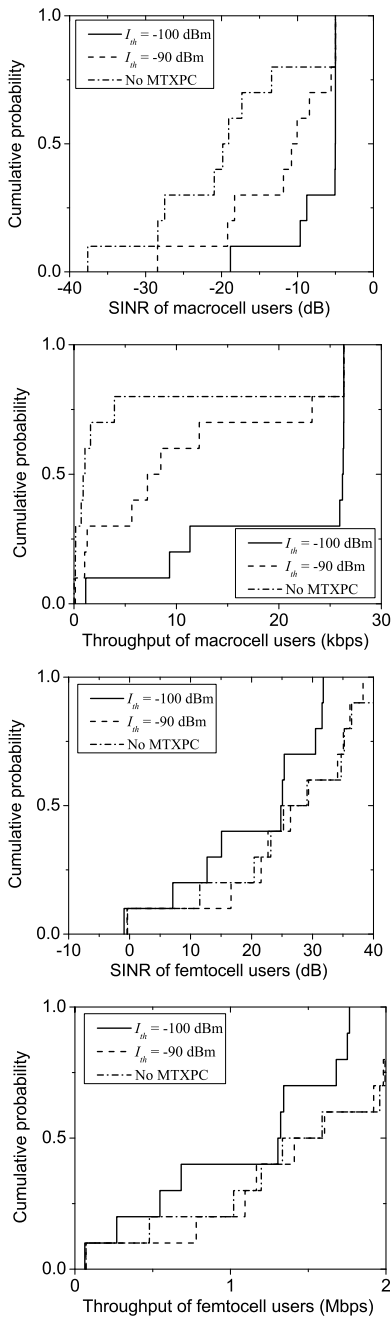 Cumulative probability
1.0
0.5
0.0
I_th = -100 dBm
I_th = -90 dBm
No MTXPC
-40 -30 -20 -10 0
SINR of macrocell users (dB)
Cumulative probability
1.0
0.5
0.0
I_th = -100 dBm
I_th = -90 dBm
No MTXPC
0 10 20 30
Throughput of macrocell users (kbps)
Cumulative probability
1.0
0.5
0.0
I_th = -100 dBm
I_th = -90 dBm
No MTXPC
-10 0 10 20 30 40
SINR of femtocell users (dB)
Cumulative probability
1.0
0.5
0.0
I_th = -100 dBm
I_th = -90 dBm
No MTXPC
0 1 2
Throughput of femtocell users (Mbps)